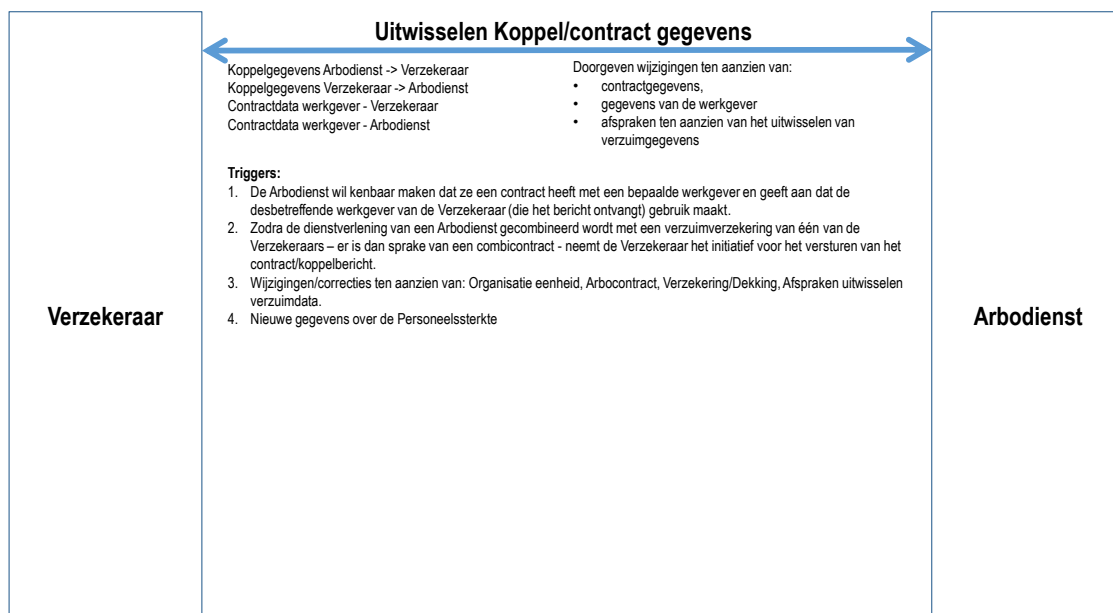 Uitwisselen Koppel/contract gegevens
Koppelgegevens Arbodienst -> Verzekeraar
Koppelgegevens Verzekeraar -> Arbodienst
Contractdata werkgever - Verzekeraar
Contractdata werkgever - Arbodienst
Doorgeven wijzigingen ten aanzien van:
• contractgegevens,
• gegevens van de werkgever
• afspraken ten aanzien van het uitwisselen van
verzuimgegevens
Triggers:
1. De Arbodienst wil kenbaar maken dat ze een contract heeft met een bepaalde werkgever en geeft aan dat de
desbetreffende werkgever van de Verzekeraar (die het bericht ontvangt) gebruik maakt.
2. Zodra de dienstverlening van een Arbodienst gecombineerd wordt met een verzuimverzekering van één van de
Verzekeraars – er is dan sprake van een combicontract - neemt de Verzekeraar het initiatief voor het versturen van het
contract/koppelbericht.
3. Wijzigingen/correcties ten aanzien van: Organisatie eenheid, Arbocontract, Verzekering/Dekking, Afspraken uitwisselen
verzuimdata.
4. Nieuwe gegevens over de Personeelssterkte
Verzekeraar
Arbodienst